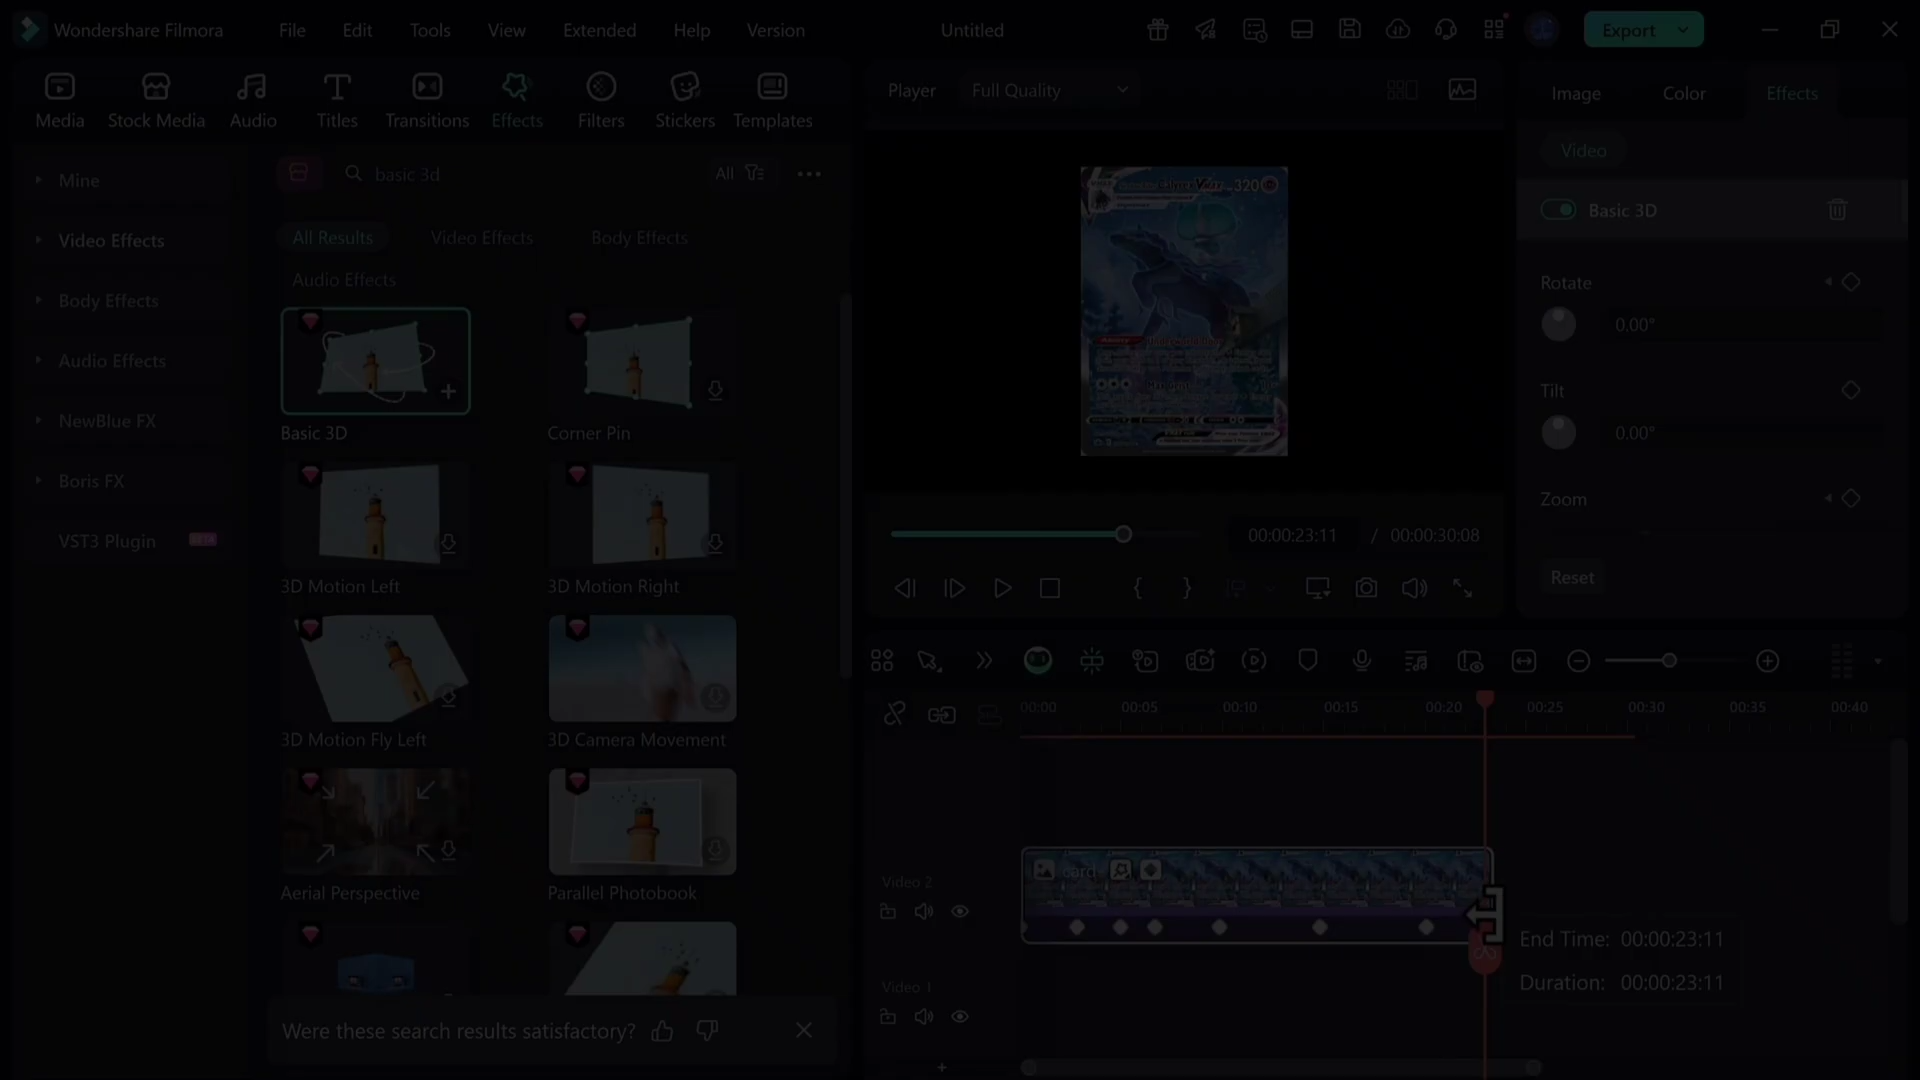 Wondershare Filmora
File Edit Tools View Extended Help Version
Untitled
Export
Media Stock Media Audio Titles Transitions Effects Filters Stickers Templates
Player Full Quality
Image Color Effects
Mine
Video Effects
Body Effects
Audio Effects
NewBlue FX
Boris FX
VST3 Plugin BETA
basic 3d
All
All Results Video Effects Body Effects
Audio Effects
Basic 3D
Corner Pin
3D Motion Left
3D Motion Right
3D Motion Fly Left
3D Camera Movement
Aerial Perspective
Parallel Photobook
Were these search results satisfactory?
Calyrex VMAX 320
Ability
00:00:23:11 / 00:00:30:08
Video
Basic 3D
Rotate
0.00°
Tilt
0.00°
Zoom
Reset
00:00 00:05 00:10 00:15 00:20 00:25 00:30 00:35 00:40
Video 2
card
Video 1
End Time: 00:00:23:11
Duration: 00:00:23:11